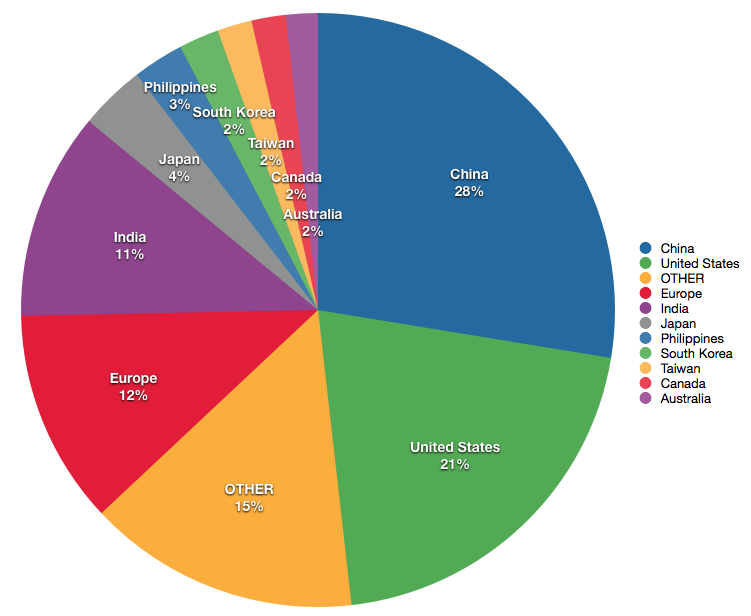 Philippines
3%
South Korea
2%
Taiwan
2%
Canada
2%
Australia
2%
China
28%
Japan
4%
India
11%
Europe
12%
OTHER
15%
United States
21%
China
United States
OTHER
Europe
India
Japan
Philippines
South Korea
Taiwan
Canada
Australia